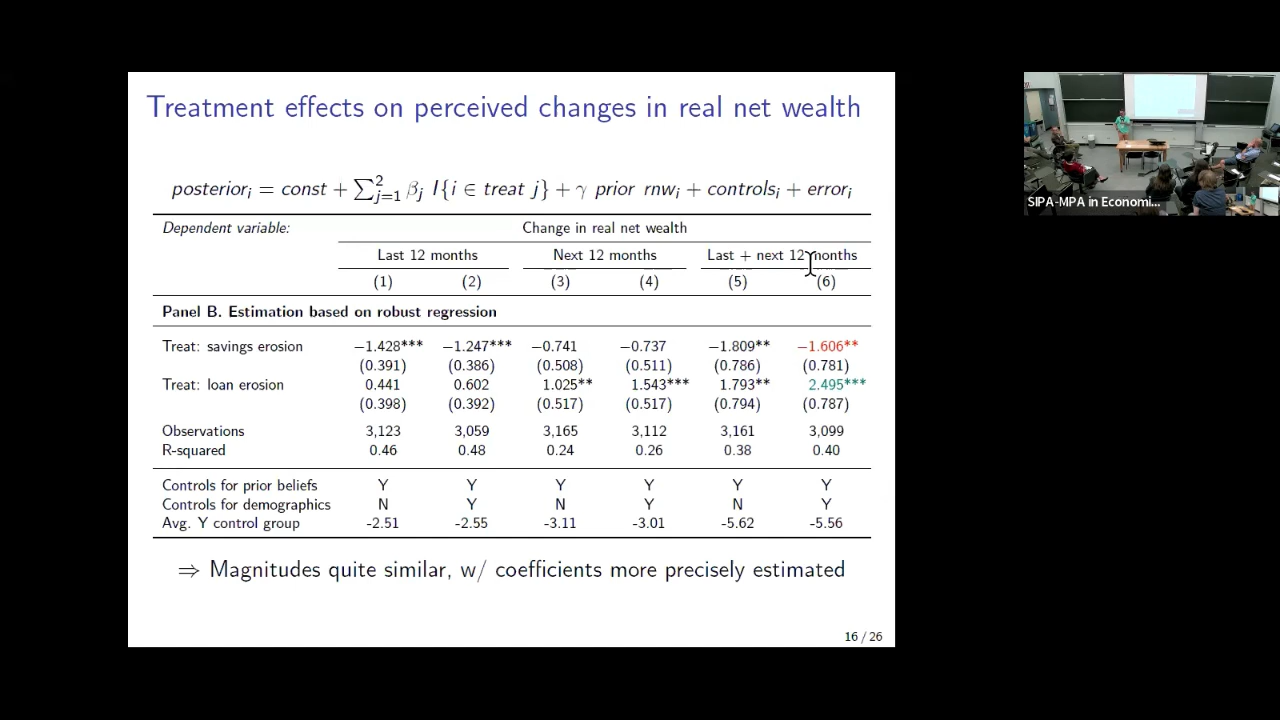 Treatment effects on perceived changes in real net wealth
posteriorᵢ = const + ∑²ⱼ₌₁ βⱼ I{i ∈ treat j} + γ prior rnwᵢ + controlsᵢ + errorᵢ
Dependent variable: Change in real net wealth
Last 12 months Next 12 months Last + next 12 months
(1) (2) (3) (4) (5) (6)
Panel B. Estimation based on robust regression
Treat: savings erosion −1.428*** −1.247*** −0.741 −0.737 −1.809** −1.606**
(0.391) (0.386) (0.508) (0.511) (0.786) (0.781)
Treat: loan erosion 0.441 0.602 1.025** 1.543*** 1.793** 2.495***
(0.398) (0.392) (0.517) (0.517) (0.794) (0.787)
Observations 3,123 3,059 3,165 3,112 3,161 3,099
R-squared 0.46 0.48 0.24 0.26 0.38 0.40
Controls for prior beliefs Y Y Y Y Y Y
Controls for demographics N Y N Y N Y
Avg. Y control group -2.51 -2.55 -3.11 -3.01 -5.62 -5.56
⇒ Magnitudes quite similar, w/ coefficients more precisely estimated
16 / 26
SIPA-MPA in Economi...